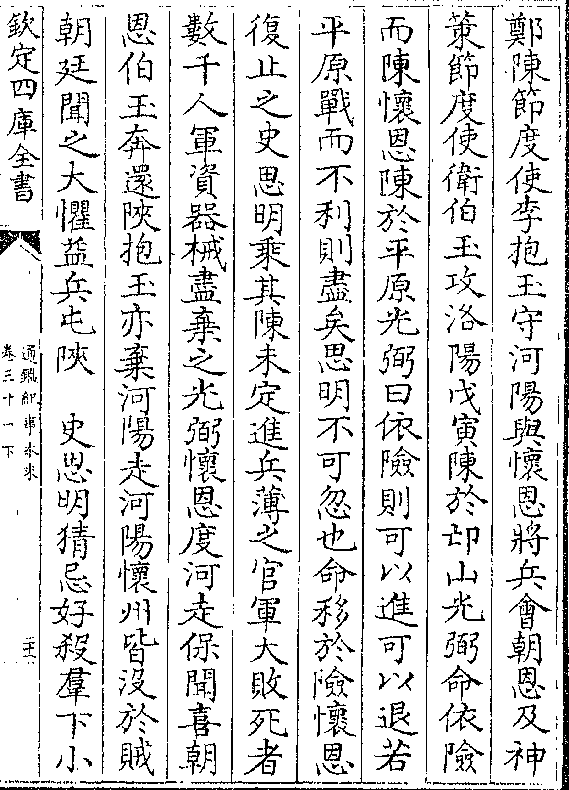 鄭陳節度使李抱玉守河陽與懷恩將兵會朝恩及神
策節度使衛伯玉攻洛陽戊寅陳於邙山光弼命依險
而陳懷恩陳於平原光弼曰依險則可以進可以退若
平原戰而不利則盡矣思明不可忽也命移於險懷恩
復止之史思明乘其陳未定進兵薄之官軍大敗死者
數千人軍資器械盡棄之光弼懷恩度河走保聞喜朝
恩伯玉奔還陜抱玉亦棄河陽走河陽懷州皆沒於賊
朝廷聞之大懼益兵屯陜　史思明猜忌好殺羣下小
欽定四庫全書
通鑑紀事本末
卷三十一下